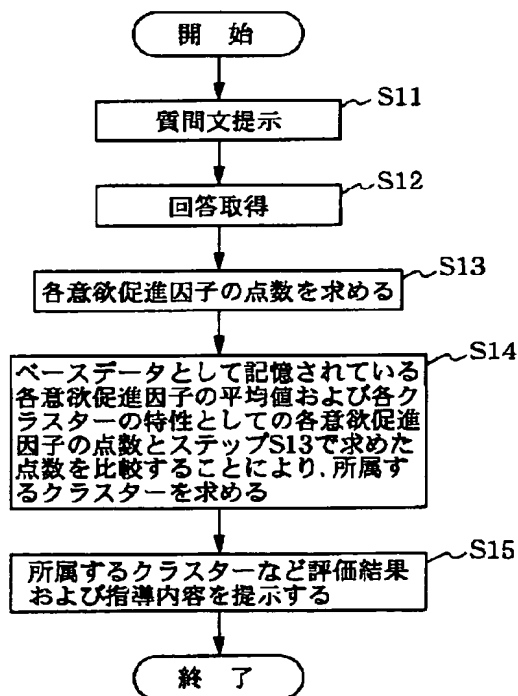 開 始
S11
質問文提示
S12
回答取得
S13
各意欲促進因子の点数を求める
S14
ベースデータとして記憶されている
各意欲促進因子の平均値および各ク
ラスターの特性としての各意欲促進
因子の点数とステップS13で求めた
点数を比較することにより、所属す
るクラスターを求める
S15
所属するクラスターなど評価結果
および指導内容を提示する
終 了